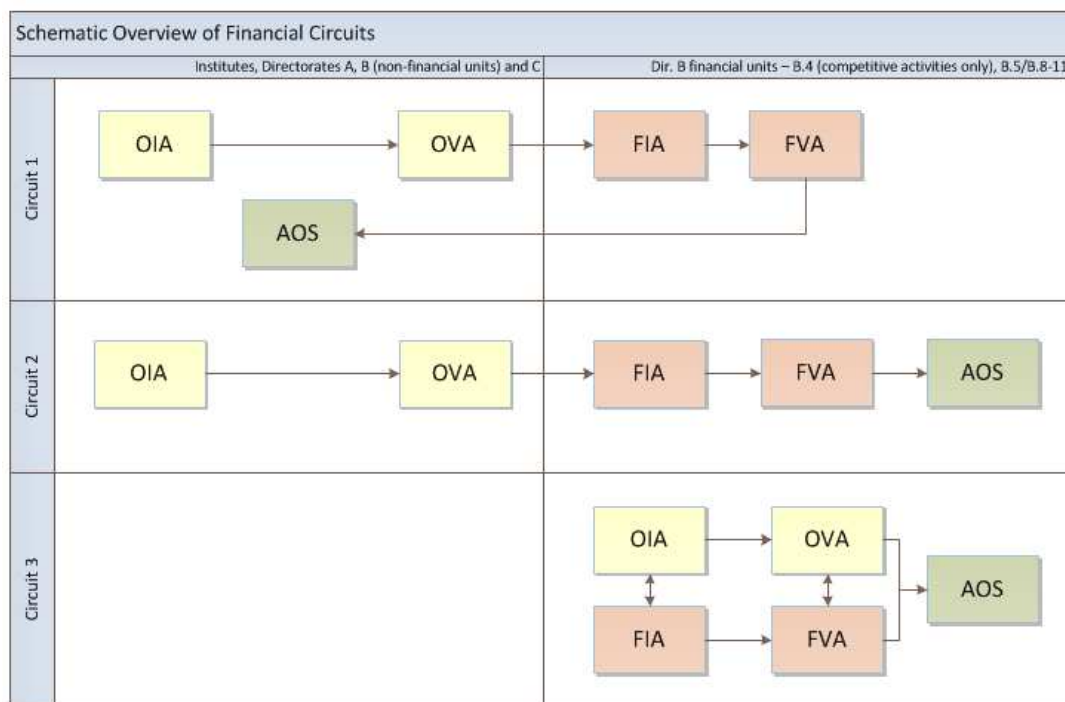 Schematic Overview of Financial Circuits
Institutes, Directorates A, B (non-financial units) and C
Dir. B financial units – B.4 (competitive activities only), B.5/B.8-11
Circuit 1
OIA
OVA
FIA
FVA
AOS
Circuit 2
OIA
OVA
FIA
FVA
AOS
Circuit 3
OIA
OVA
AOS
FIA
FVA